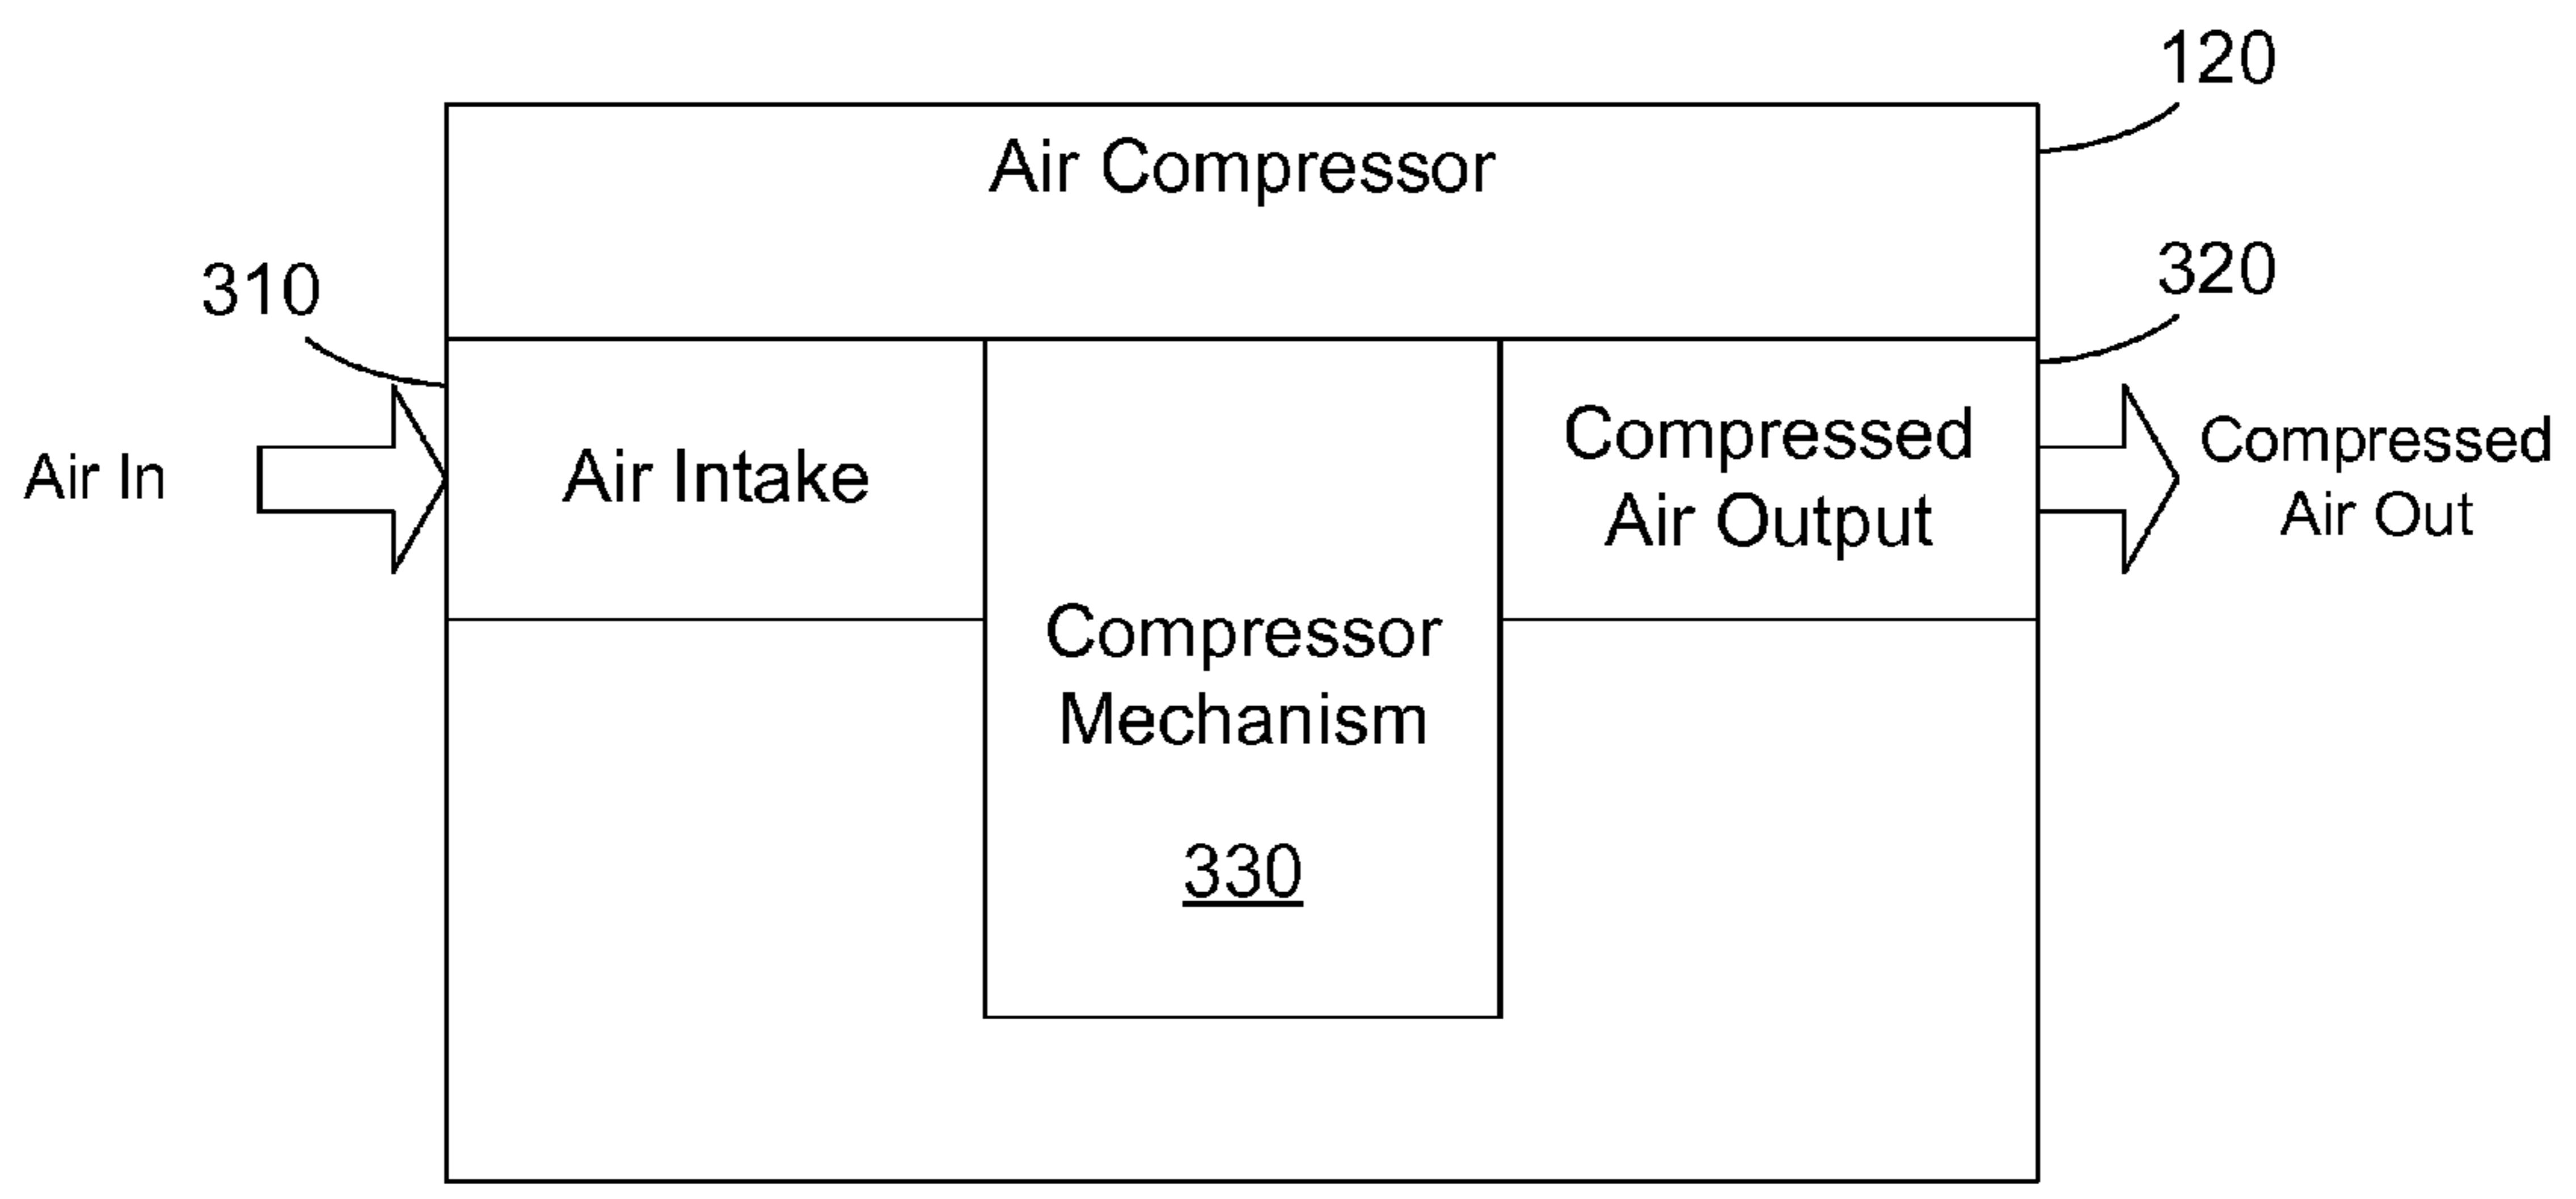 120
Air Compressor
310
320
Air In
Air Intake
Compressed
Air Output
Compressed
Air Out
Compressor
Mechanism
330